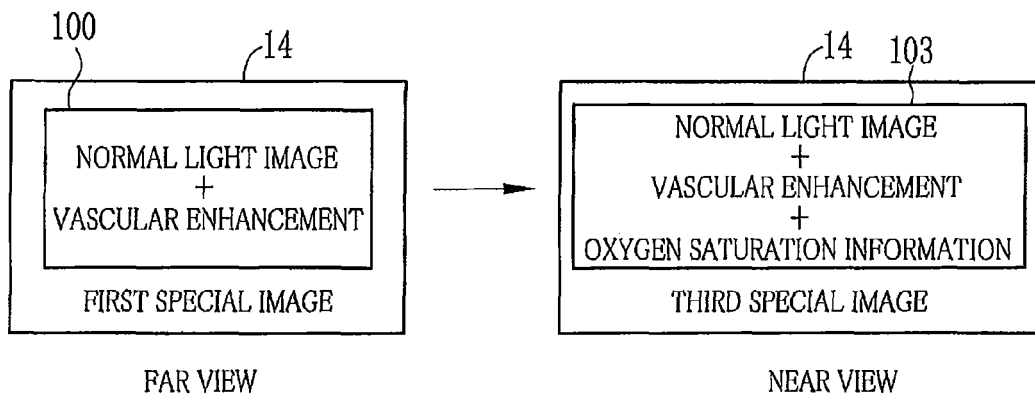 100
14
NORMAL LIGHT IMAGE
+
VASCULAR ENHANCEMENT
FIRST SPECIAL IMAGE
FAR VIEW
14
103
NORMAL LIGHT IMAGE
+
VASCULAR ENHANCEMENT
+
OXYGEN SATURATION INFORMATION
THIRD SPECIAL IMAGE
NEAR VIEW